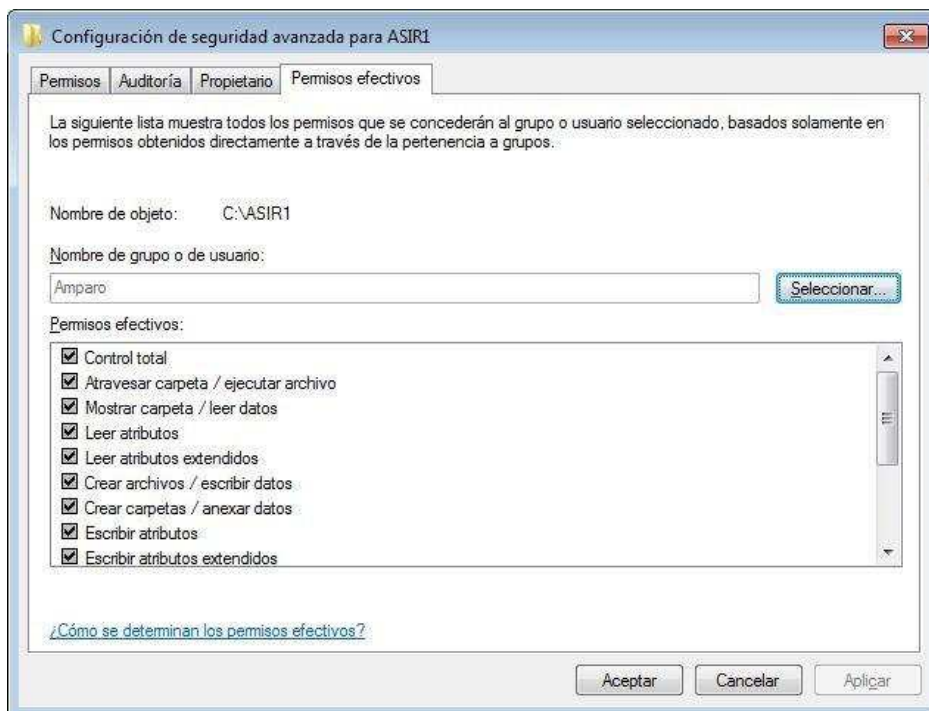 Configuración de seguridad avanzada para ASIR1
Permisos Auditoría Propietario Permisos efectivos
La siguiente lista muestra todos los permisos que se concederán al grupo o usuario seleccionado, basados solamente en
los permisos obtenidos directamente a través de la pertenencia a grupos.
Nombre de objeto: C:\ASIR1
Nombre de grupo o de usuario:
Amparo Seleccionar...
Permisos efectivos:
Control total
Atravesar carpeta / ejecutar archivo
Mostrar carpeta / leer datos
Leer atributos
Leer atributos extendidos
Crear archivos / escribir datos
Crear carpetas / anexar datos
Escribir atributos
Escribir atributos extendidos
¿Cómo se determinan los permisos efectivos?
Aceptar Cancelar Aplicar